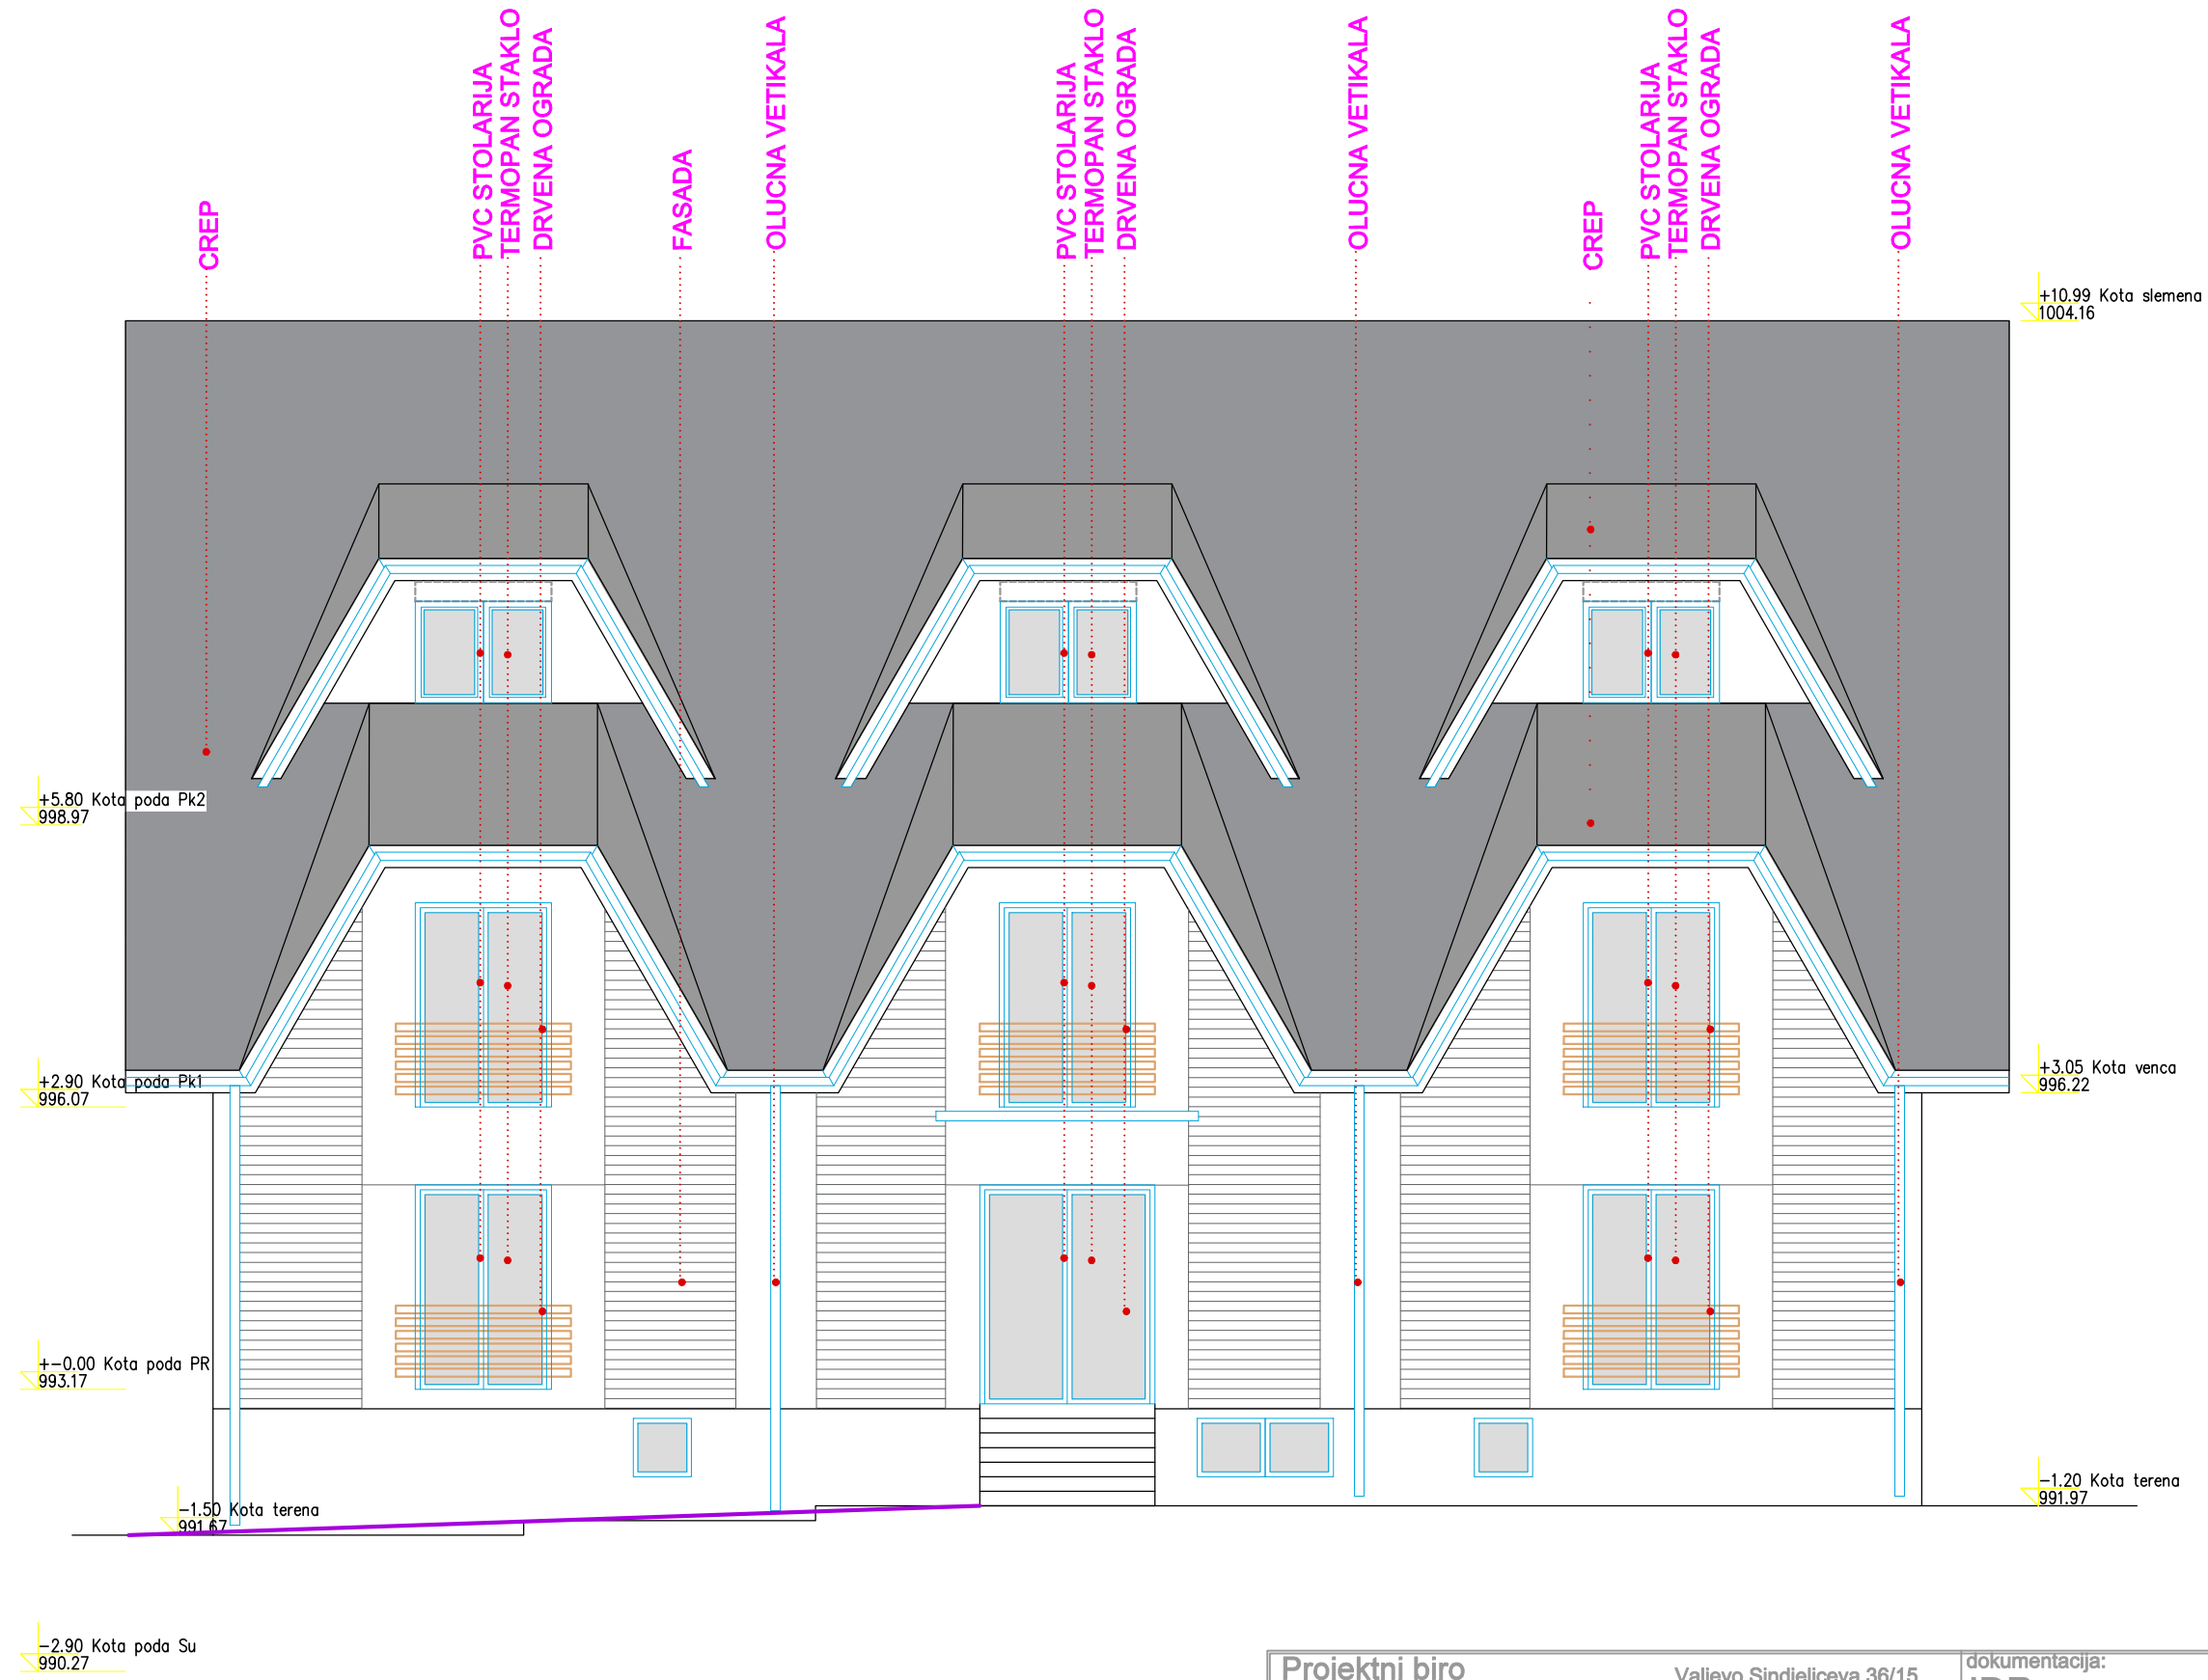 CREP
PVC STOLARIJA
TERMOPAN STAKLO
DRVENA OGRADA
FASADA
OLUCNA VETIKALA
PVC STOLARIJA
TERMOPAN STAKLO
DRVENA OGRADA
OLUCNA VETIKALA
CREP
PVC STOLARIJA
TERMOPAN STAKLO
DRVENA OGRADA
OLUCNA VETIKALA
+10.99 Kota slemena
1004.16
+5.80 Kota poda Pk2
998.97
+2.90 Kota poda Pk1
996.07
+3.05 Kota venca
996.22
+-0.00 Kota poda PR
993.17
-1.50 Kota terena
991.67
-1.20 Kota terena
991.97
-2.90 Kota poda Su
990.27
Projektni biro
Valjevo Sindjeliceva 36/15
dokumentacija: